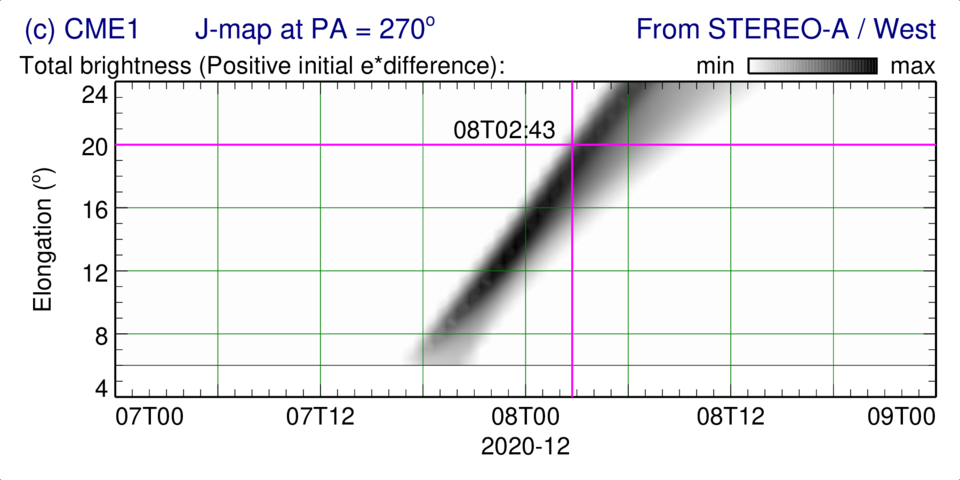 (c) CME1 J-map at PA = 270° From STEREO-A / West
Total brightness (Positive initial e*difference): min max
24
08T02:43
20
16
12
8
4
Elongation (°)
07T00 07T12 08T00 08T12 09T00
2020-12